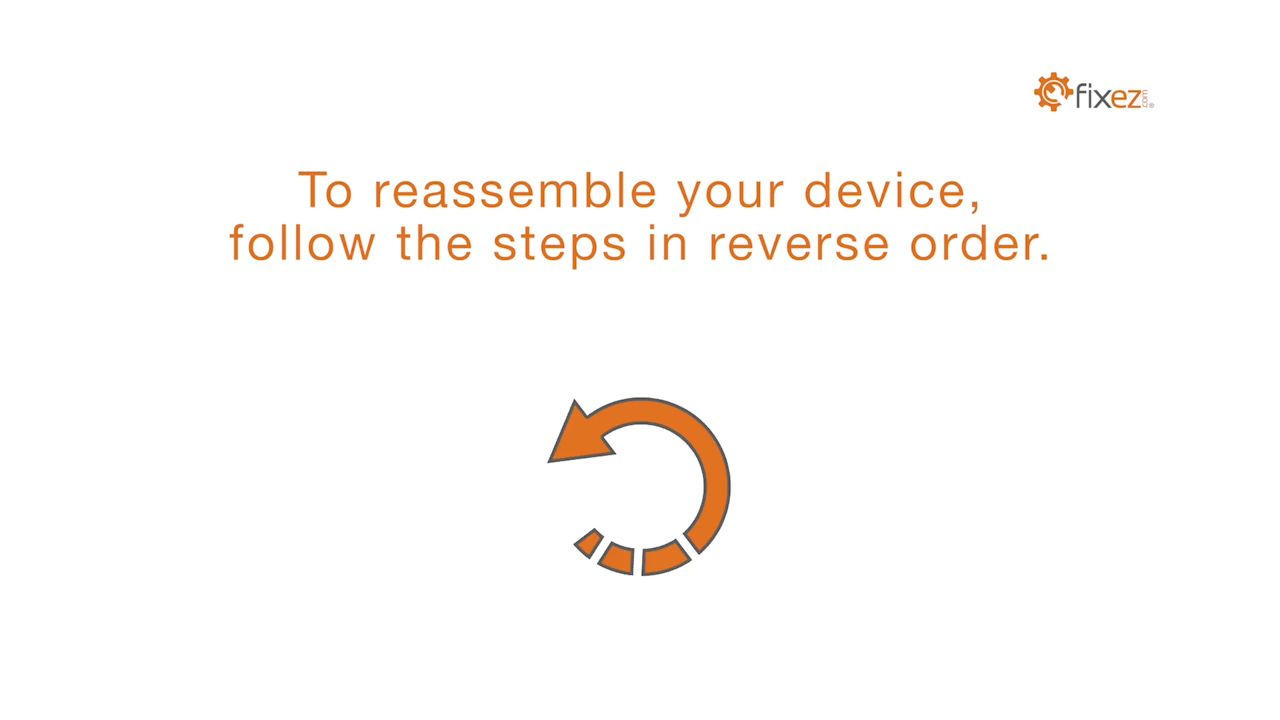 fixez.com®
To reassemble your device,
follow the steps in reverse order.